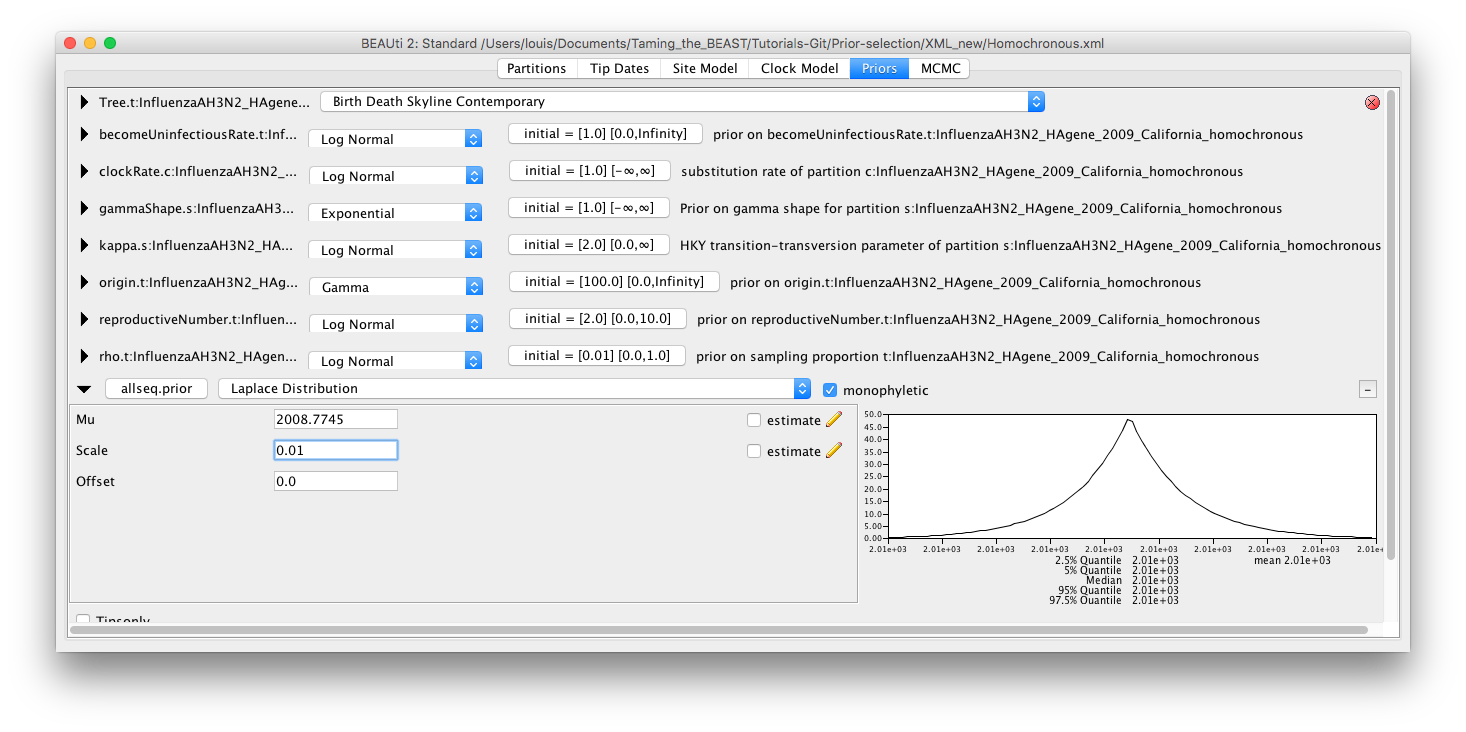 BEAUti 2: Standard /Users/louis/Documents/Taming_the_BEAST/Tutorials-Git/Prior-selection/XML_new/Homochronous.xml
Partitions Tip Dates Site Model Clock Model Priors MCMC
Tree.t:InfluenzaAH3N2_HAgene... Birth Death Skyline Contemporary
becomeUninfectiousRate.t:Inf... Log Normal initial = [1.0] [0.0,Infinity] prior on becomeUninfectiousRate.t:InfluenzaAH3N2_HAgene_2009_California_homochronous
clockRate.c:InfluenzaAH3N2_... Log Normal initial = [1.0] [-∞,∞] substitution rate of partition c:InfluenzaAH3N2_HAgene_2009_California_homochronous
gammaShape.s:InfluenzaAH3... Exponential initial = [1.0] [-∞,∞] Prior on gamma shape for partition s:InfluenzaAH3N2_HAgene_2009_California_homochronous
kappa.s:InfluenzaAH3N2_HA... Log Normal initial = [2.0] [0.0,∞] HKY transition-transversion parameter of partition s:InfluenzaAH3N2_HAgene_2009_California_homochronous
origin.t:InfluenzaAH3N2_HAg... Gamma initial = [100.0] [0.0,Infinity] prior on origin.t:InfluenzaAH3N2_HAgene_2009_California_homochronous
reproductiveNumber.t:Influen... Log Normal initial = [2.0] [0.0,10.0] prior on reproductiveNumber.t:InfluenzaAH3N2_HAgene_2009_California_homochronous
rho.t:InfluenzaAH3N2_HAgen... Log Normal initial = [0.01] [0.0,1.0] prior on sampling proportion t:InfluenzaAH3N2_HAgene_2009_California_homochronous
allseq.prior Laplace Distribution monophyletic -
Mu 2008.7745 estimate
Scale 0.01 estimate
Offset 0.0
50.0
45.0
40.0
35.0
30.0
25.0
20.0
15.0
10.0
5.00
0.00
2.01e+03 2.01e+03 2.01e+03 2.01e+03 2.01e+03 2.01e+03 2.01e+03 2.01e+03 2.01e+03 2.01e+
2.5% Quantile 2.01e+03 mean 2.01e+03
5% Quantile 2.01e+03
Median 2.01e+03
95% Quantile 2.01e+03
97.5% Quantile 2.01e+03
Tipsonly